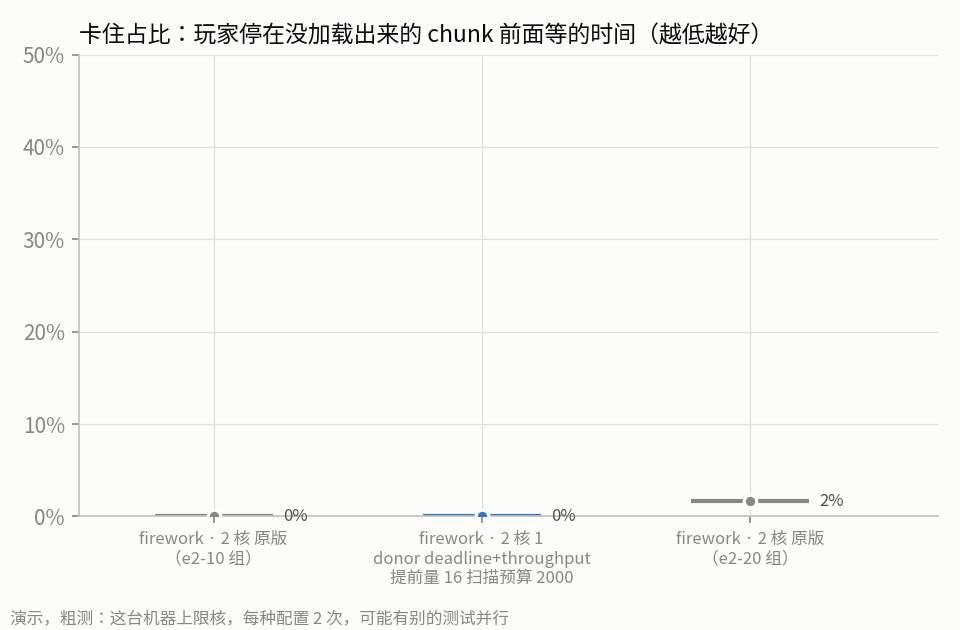 卡住占比：玩家停在没加载出来的 chunk 前面等的时间（越低越好）
50%
40%
30%
20%
10%
0%
0%
0%
2%
firework · 2 核 原版
（e2-10 组）
firework · 2 核 1
donor deadline+throughput
提前量 16 扫描预算 2000
firework · 2 核 原版
（e2-20 组）
演示，粗测：这台机器上限核，每种配置 2 次，可能有别的测试并行